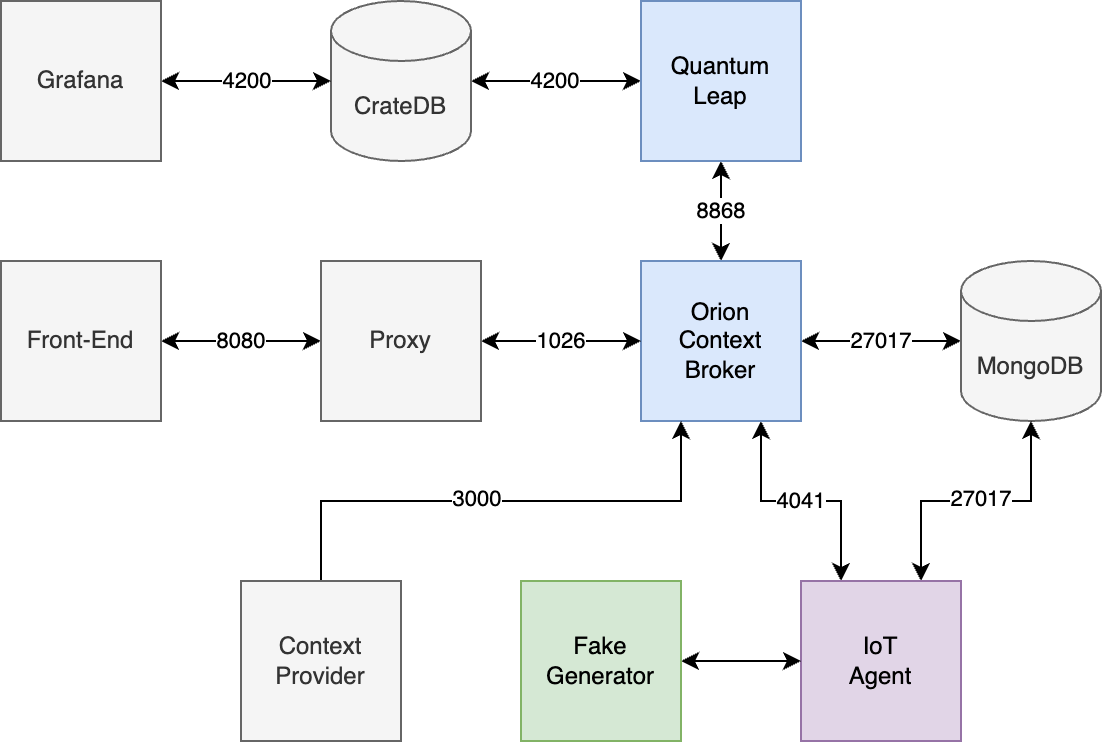 Grafana
4200
CrateDB
4200
Quantum
Leap
8868
Front-End
8080
Proxy
1026
Orion
Context
Broker
27017
MongoDB
3000
4041
27017
Context
Provider
Fake
Generator
IoT
Agent